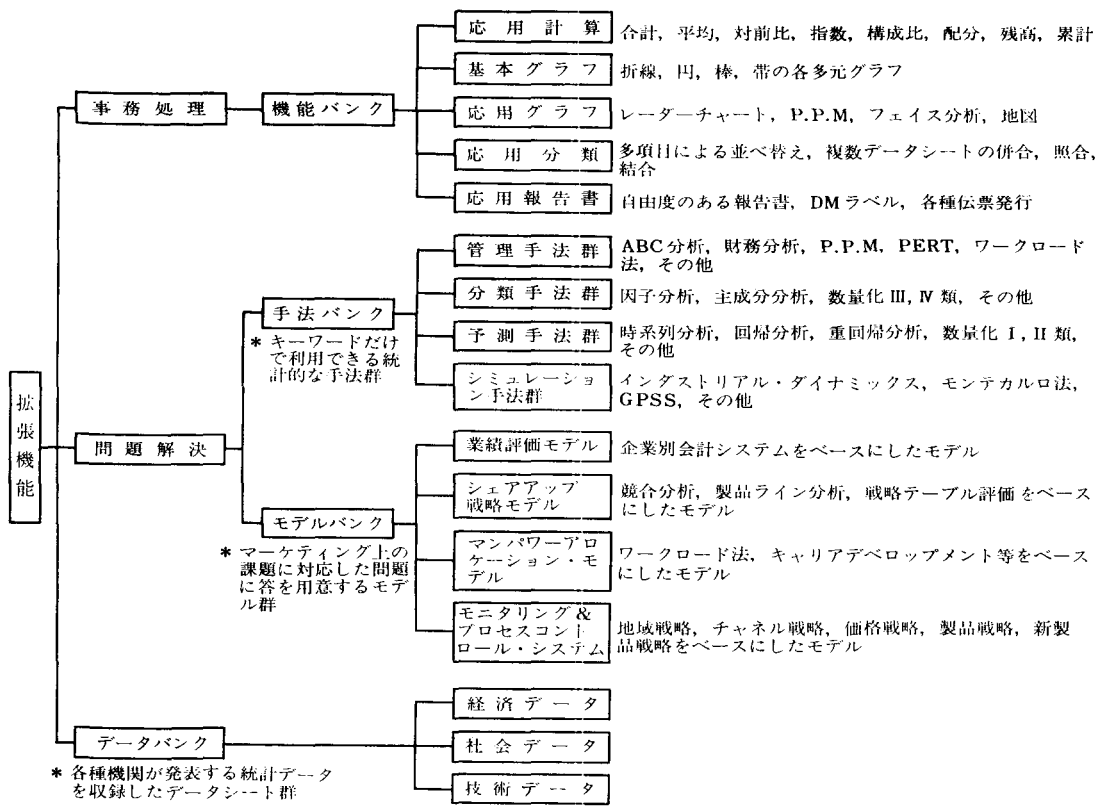 拡張機能
事務処理
機能バンク
応用計算
合計, 平均, 対前比, 指数, 構成比, 配分, 残高, 累計
基本グラフ
折線, 円, 棒, 帯の各多元グラフ
応用グラフ
レーダーチャート, P.P.M, フェイス分析, 地図
応用分類
多項目による並べ替え, 複数データシートの併合, 照合,
結合
応用報告書
自由度のある報告書, DMラベル, 各種伝票発行
問題解決
手法バンク
* キーワードだけ
で利用できる統
計的な手法群
管理手法群
ABC分析, 財務分析, P.P.M, PERT, ワークロード
法, その他
分類手法群
因子分析, 主成分分析, 数量化 III, IV 類, その他
予測手法群
時系列分析, 回帰分析, 重回帰分析, 数量化 I, II 類,
その他
シミュレーショ
ン手法群
インダストリアル・ダイナミックス, モンテカルロ法,
GPSS, その他
モデルバンク
* マーケティング上の
課題に対応した問題
に答を用意するモデ
ル群
業績評価モデル
企業別会計システムをベースにしたモデル
シェアアップ
戦略モデル
競合分析, 製品ライン分析, 戦略テーブル評価をベース
にしたモデル
マンパワーアロ
ケーション・モ
デル
ワークロード法, キャリアデベロップメント等をベース
にしたモデル
モニタリング&
プロセスコント
ロール・システム
地域戦略, チャネル戦略, 価格戦略, 製品戦略, 新製
品戦略をベースにしたモデル
データバンク
* 各種機関が発表する統計データ
を収録したデータシート群
経済データ
社会データ
技術データ